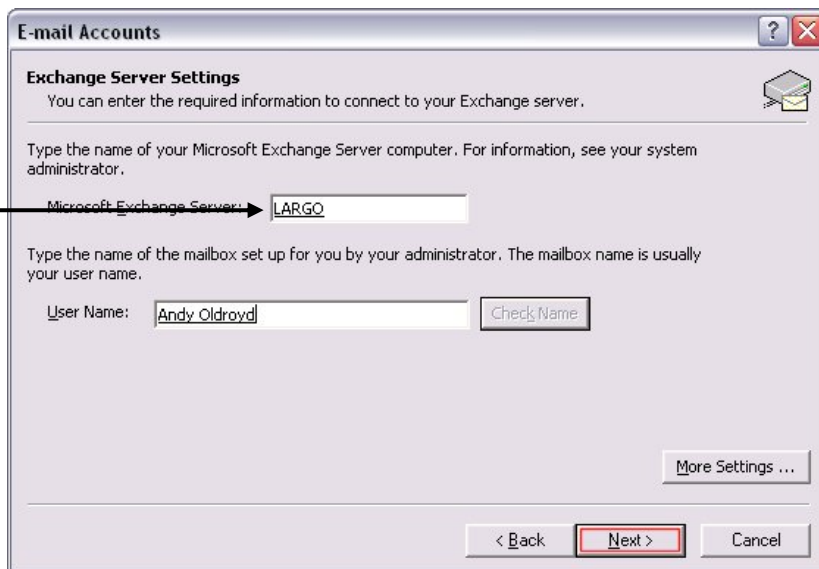 E-mail Accounts
?
Exchange Server Settings
You can enter the required information to connect to your Exchange server.
Type the name of your Microsoft Exchange Server computer. For information, see your system
administrator.
Microsoft Exchange Server: LARGO
Type the name of the mailbox set up for you by your administrator. The mailbox name is usually
your user name.
User Name: Andy Oldroyd Check Name
More Settings ...
< Back Next > Cancel